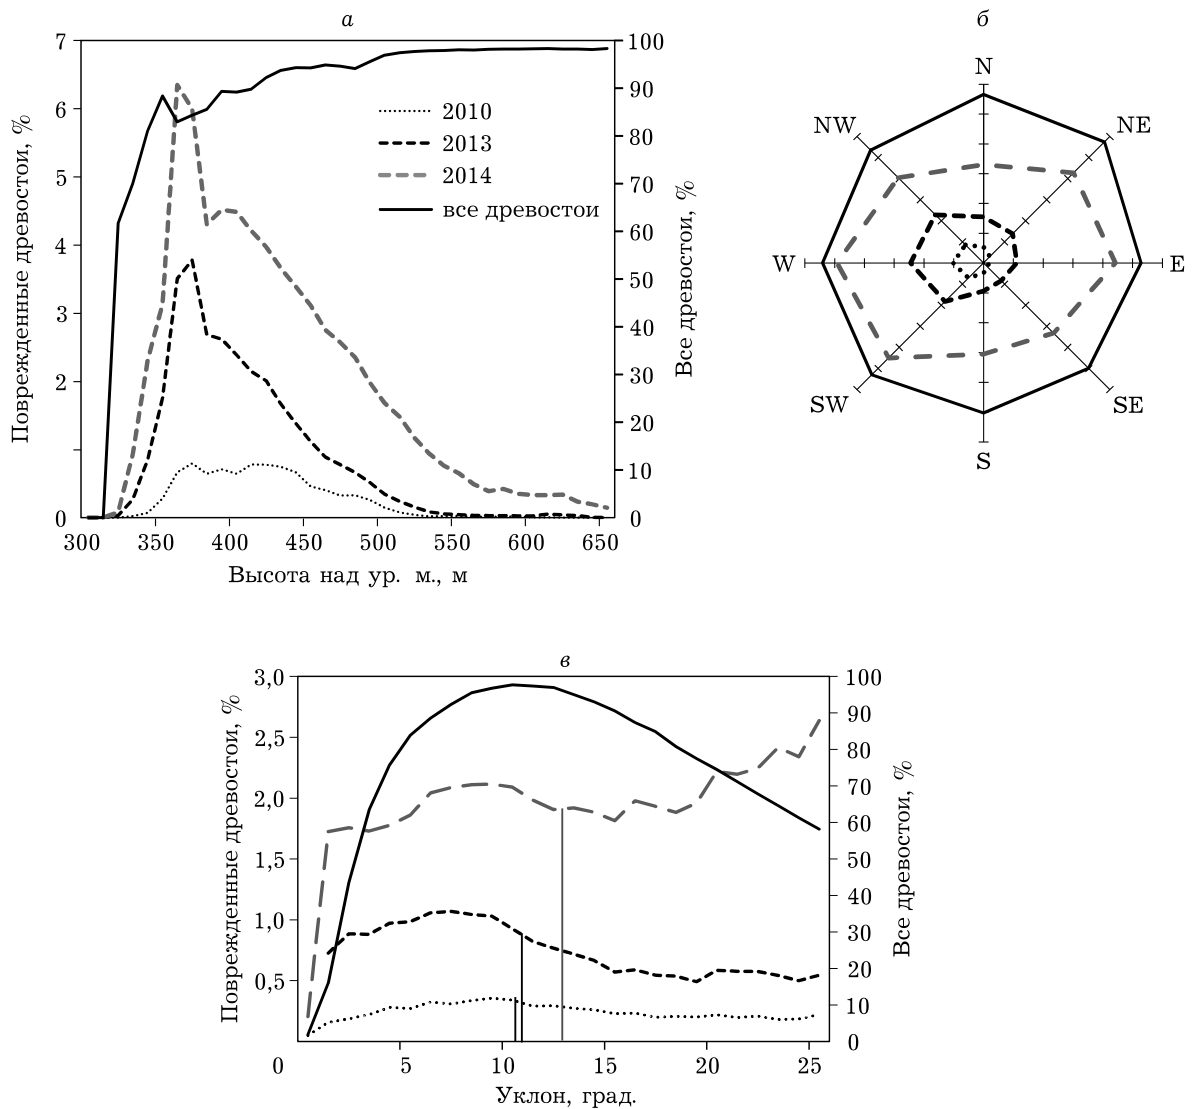 а
Поврежденные древостои, %
7
6
5
4
3
2
0
100
90
80
70
60
50
40
30
20
10
0
Все древостои, %
2010
2013
2014
все древостои
300 350 400 450 500 550 600 650
Высота над ур. м., м
б
N
NW NE
W E
SW SE
S
в
Поврежденные древостои, %
3,0
2,5
2,0
1,5
1,0
0,5
0
100
90
80
70
60
50
40
30
20
10
0
Все древостои, %
5 10 15 20 25
Уклон, град.